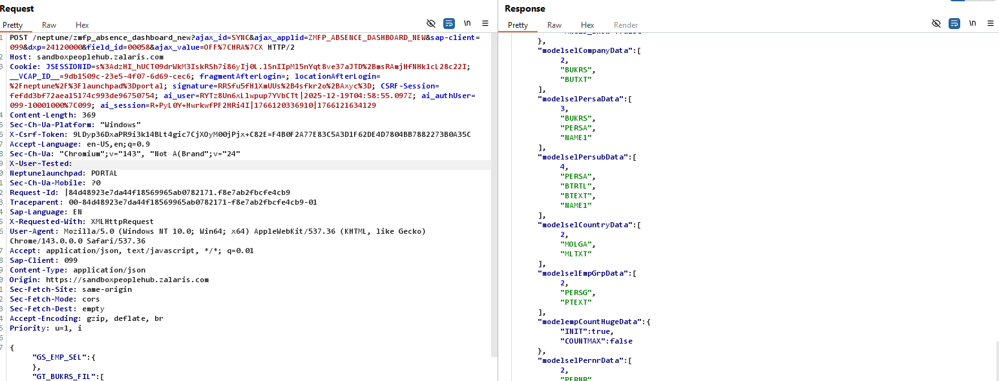 Request
Pretty Raw Hex \n
POST /neptune/zmfp_absence_dashboard_new?ajax_id=SYNC&ajax_applid=ZMFP_ABSENCE_DASHBOARD_NEW&sap-client=
099&dxp=24120000&field_id=00058&ajax_value=OFF%7CHRA%7CX HTTP/2
Host: sandboxpeoplehub.zalaris.com
Cookie: JSESSIONID=s%3AdzHI_hUCT09drWkM3IskRSh7i86yIj0L.lSnIIpMl5nYqt8ve37aJTD%2BmsRAmjHfNHk1cL28c22I;
__VCAP_ID__=9db1509c-23e5-4f07-6d69-cec6; fragmentAfterLogin=; locationAfterLogin=
%2Fneptune%2F%3Flaunchpad%3Dportal; signature=RRSfu5fH1XmUUs%2B4sfkr2o%2BAxyc%3D; CSRF-Session=
fefdd3bf72aea15174c993de96750754; ai_user=RYTz8Un6xLlwpup7YVbCTt|2025-12-19T04:58:55.097Z; ai_authUser=
099-10001000%7C099; ai_session=R+PyL0Y+HwrkwfPF2HRi4I|1766120336910|1766121634129
Content-Length: 369
Sec-Ch-Ua-Platform: "Windows"
X-Csrf-Token: 9LDyp36DxaPR9i3k14BLt4gic7CjXOyM00jPjx+C82E=F4B0F2A77E83C5A3D1F62DE4D7804BB7882273B0A35C
Accept-Language: en-US,en;q=0.9
Sec-Ch-Ua: "Chromium";v="143", "Not A(Brand";v="24"
X-User-Tested:
Neptunelaunchpad: PORTAL
Sec-Ch-Ua-Mobile: ?0
Request-Id: |84d48923e7da44f18569965ab0782171.f8e7ab2fbcfe4cb9
Traceparent: 00-84d48923e7da44f18569965ab0782171-f8e7ab2fbcfe4cb9-01
Sap-Language: EN
X-Requested-With: XMLHttpRequest
User-Agent: Mozilla/5.0 (Windows NT 10.0; Win64; x64) AppleWebKit/537.36 (KHTML, like Gecko)
Chrome/143.0.0.0 Safari/537.36
Accept: application/json, text/javascript, */*; q=0.01
Sap-Client: 099
Content-Type: application/json
Origin: https://sandboxpeoplehub.zalaris.com
Sec-Fetch-Site: same-origin
Sec-Fetch-Mode: cors
Sec-Fetch-Dest: empty
Accept-Encoding: gzip, deflate, br
Priority: u=1, i
{
"GS_EMP_SEL":{
},
"GT_BUKRS_FIL":[
Response
Pretty Raw Hex Render \n
},
"modelselCompanyData":[
2,
"BUKRS",
"BUTXT"
],
"modelselPersaData":[
3,
"BUKRS",
"PERSA",
"NAME1"
],
"modelselPersubData":[
4,
"PERSA",
"BTRTL",
"BTEXT",
"NAME1"
],
"modelselCountryData":[
2,
"MOLGA",
"MLTXT"
],
"modelselEmpGrpData":[
2,
"PERSG",
"PTEXT"
],
"modelempCountHugeData":{
"INIT":true,
"COUNTMAX":false
},
"modelselPernrData":[
2,
"PERNR"